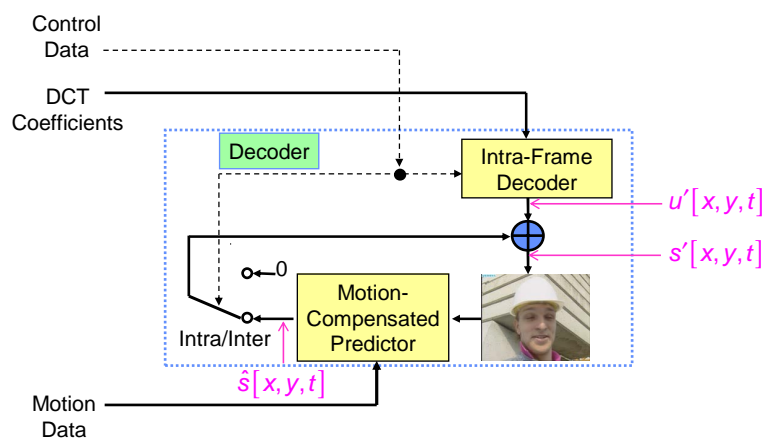 Control
Data
DCT
Coefficients
Decoder
Intra-Frame
Decoder
u′[x, y, t]
s′[x, y, t]
0
Motion-
Compensated
Predictor
Intra/Inter
ŝ[x, y, t]
Motion
Data